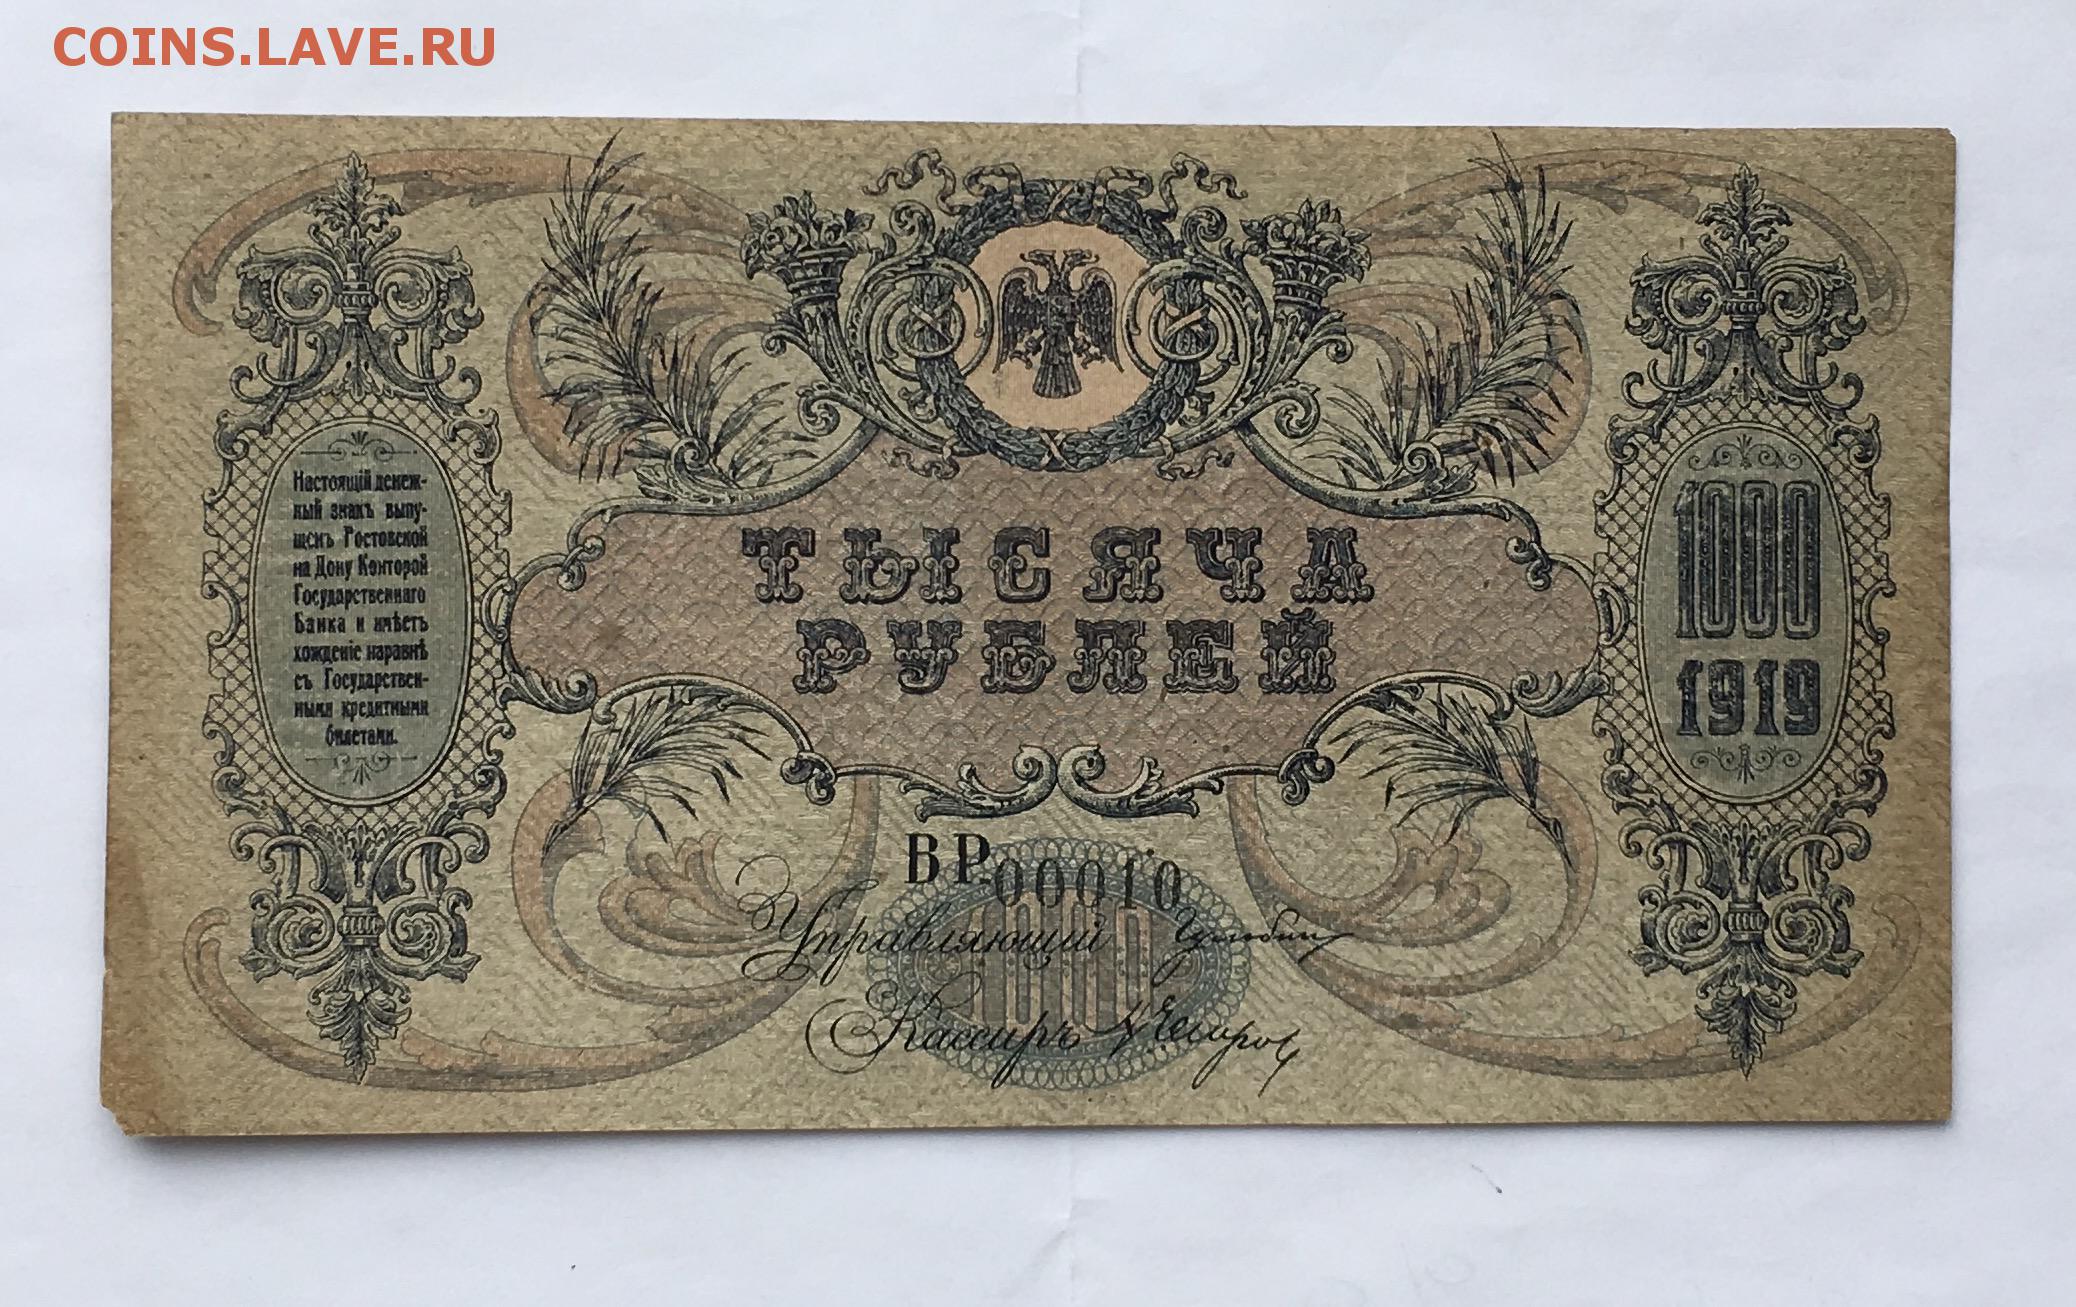 COINS.LAVE.RU
Настоящій денеж-
ный знакъ выпу-
щенъ Ростовской
на Дону Конторой
Государственнаго
Банка и имѣетъ
хожденіе наравнѣ
съ Государствен-
ными кредитными
билетами.
ТЫСЯЧА
РУБЛЕЙ
1000
1919
ВР.00010
1000
Управляющій
Кассиръ